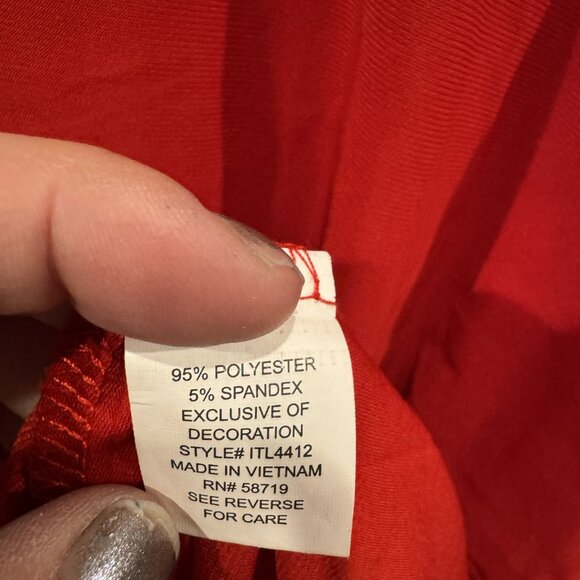 95% POLYESTER
5% SPANDEX
EXCLUSIVE OF
DECORATION
STYLE# ITL4412
MADE IN VIETNAM
RN# 58719
SEE REVERSE
FOR CARE